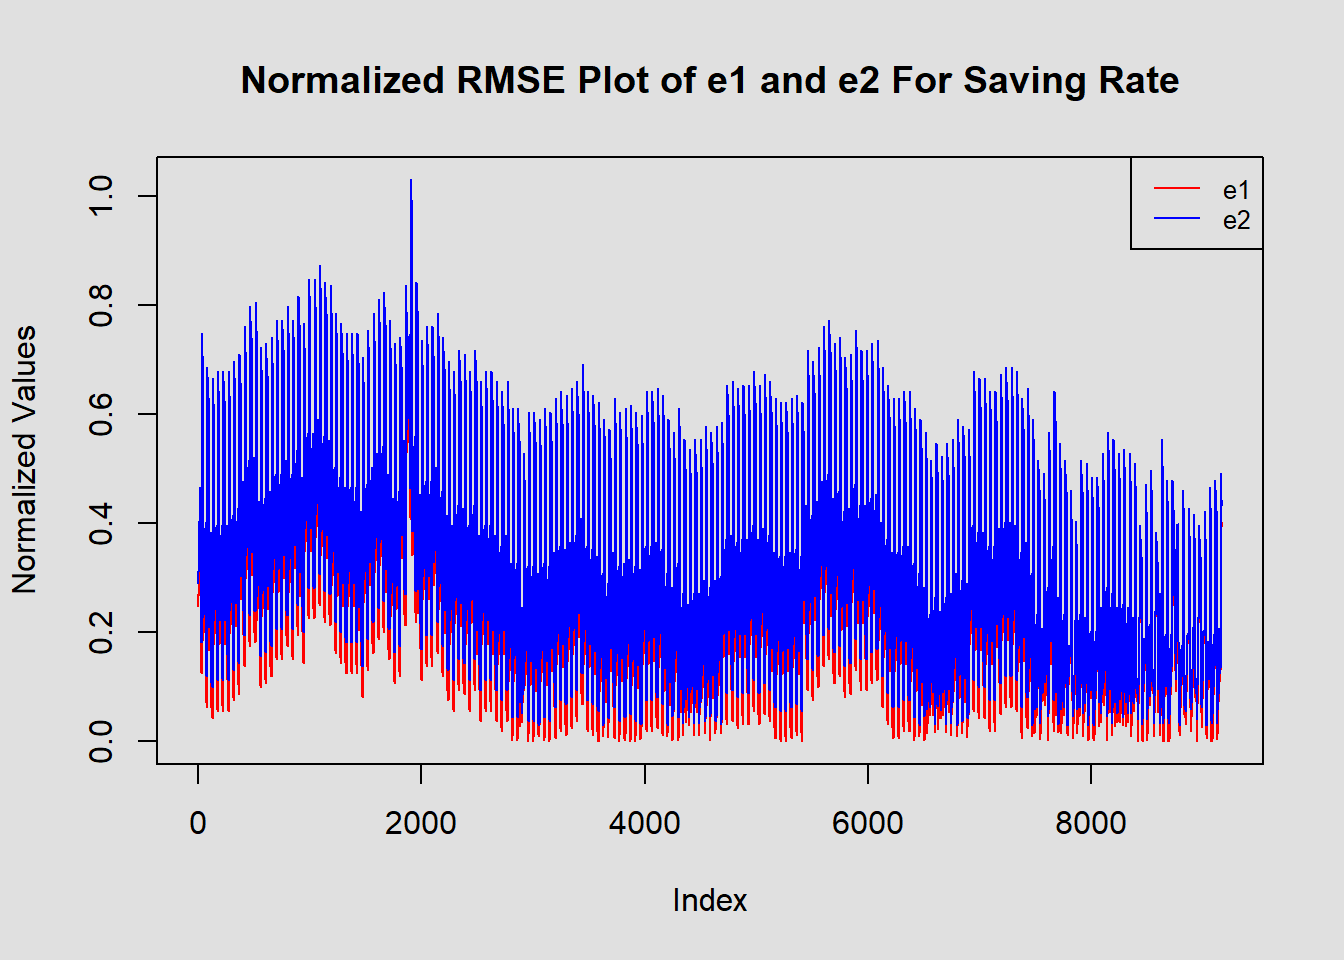 Normalized RMSE Plot of e1 and e2 For Saving Rate
e1
e2
Normalized Values
1.0
0.8
0.6
0.4
0.2
0.0
0 2000 4000 6000 8000
Index